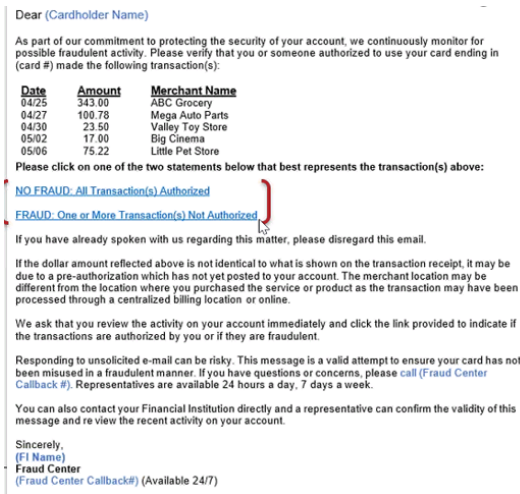 Dear (Cardholder Name)
As part of our commitment to protecting the security of your account, we continuously monitor for
possible fraudulent activity. Please verify that you or someone authorized to use your card ending in
(card #) made the following transaction(s):
Date Amount Merchant Name
04/25 343.00 ABC Grocery
04/27 100.78 Mega Auto Parts
04/30 23.50 Valley Toy Store
05/02 17.00 Big Cinema
05/06 75.22 Little Pet Store
Please click on one of the two statements below that best represents the transaction(s) above:
NO FRAUD: All Transaction(s) Authorized
FRAUD: One or More Transaction(s) Not Authorized
If you have already spoken with us regarding this matter, please disregard this email.
If the dollar amount reflected above is not identical to what is shown on the transaction receipt, it may be
due to a pre-authorization which has not yet posted to your account. The merchant location may be
different from the location where you purchased the service or product as the transaction may have been
processed through a centralized billing location or online.
We ask that you review the activity on your account immediately and click the link provided to indicate if
the transactions are authorized by you or if they are fraudulent.
Responding to unsolicited e-mail can be risky. This message is a valid attempt to ensure your card has not
been misused in a fraudulent manner. If you have questions or concerns, please call (Fraud Center
Callback #). Representatives are available 24 hours a day, 7 days a week.
You can also contact your Financial Institution directly and a representative can confirm the validity of this
message and re view the recent activity on your account.
Sincerely,
(FI Name)
Fraud Center
(Fraud Center Callback#) (Available 24/7)